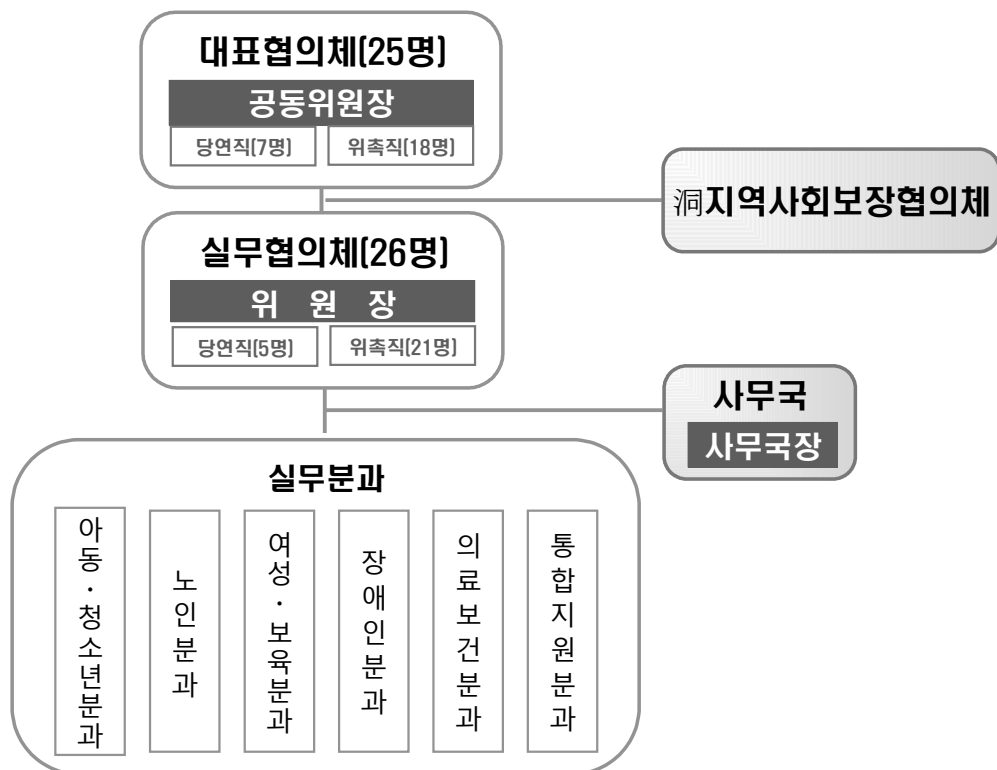 대표협의체(25명)
공동위원장
당연직(7명)
위촉직(18명)
洞지역사회보장협의체
실무협의체(26명)
위 원 장
당연직(5명)
위촉직(21명)
사무국
사무국장
실무분과
아동·청소년분과
노인분과
여성·보육분과
장애인분과
의료보건분과
통합지원분과